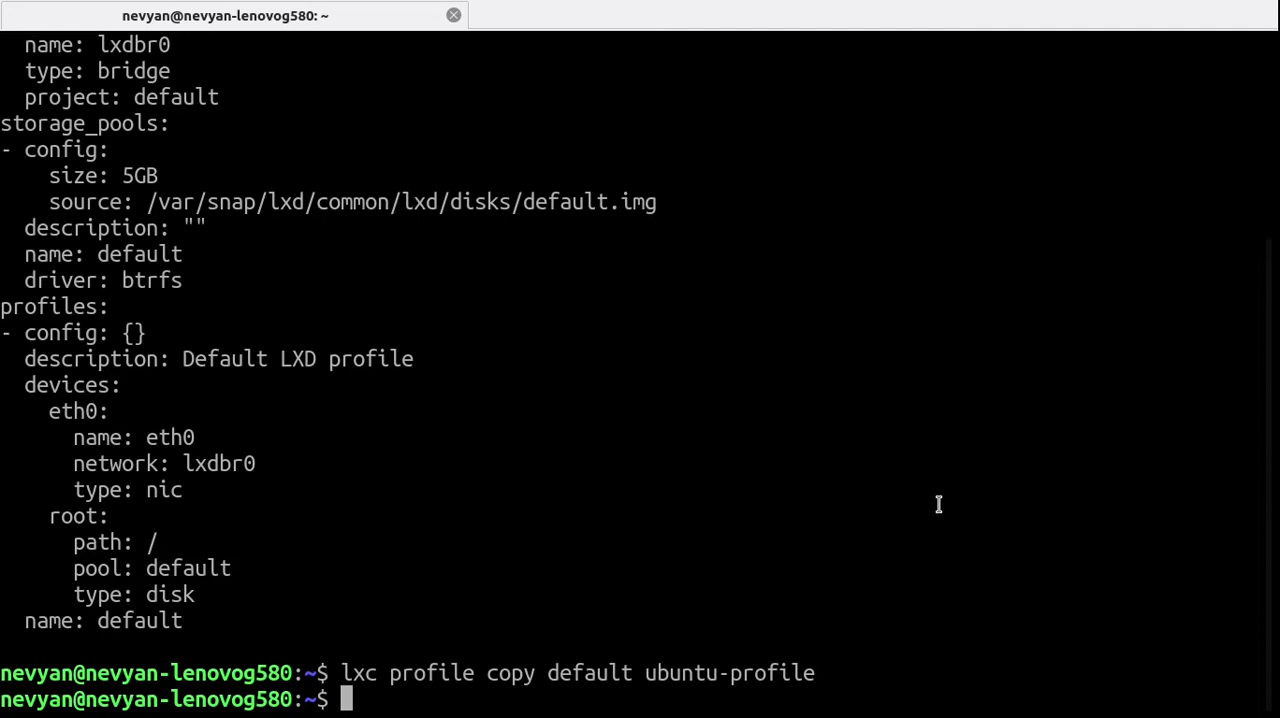 nevyan@nevyan-lenovog580: ~
name: lxdbr0
type: bridge
project: default
storage_pools:
- config:
size: 5GB
source: /var/snap/lxd/common/lxd/disks/default.img
description: ""
name: default
driver: btrfs
profiles:
- config: {}
description: Default LXD profile
devices:
eth0:
name: eth0
network: lxdbr0
type: nic
root:
path: /
pool: default
type: disk
name: default
nevyan@nevyan-lenovog580:~$ lxc profile copy default ubuntu-profile
nevyan@nevyan-lenovog580:~$